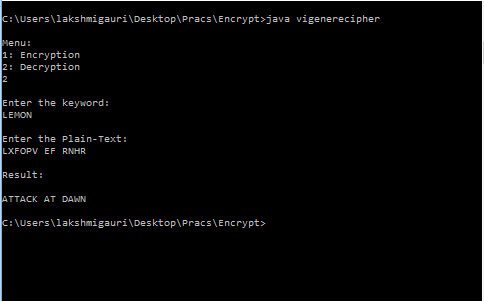 C:\Users\lakshmigauri\Desktop\Pracs\Encrypt>java vigenerecipher
Menu:
1: Encryption
2: Decryption
2
Enter the keyword:
LEMON
Enter the Plain-Text:
LXFOPV EF RNHR
Result:
ATTACK AT DAWN
C:\Users\lakshmigauri\Desktop\Pracs\Encrypt>